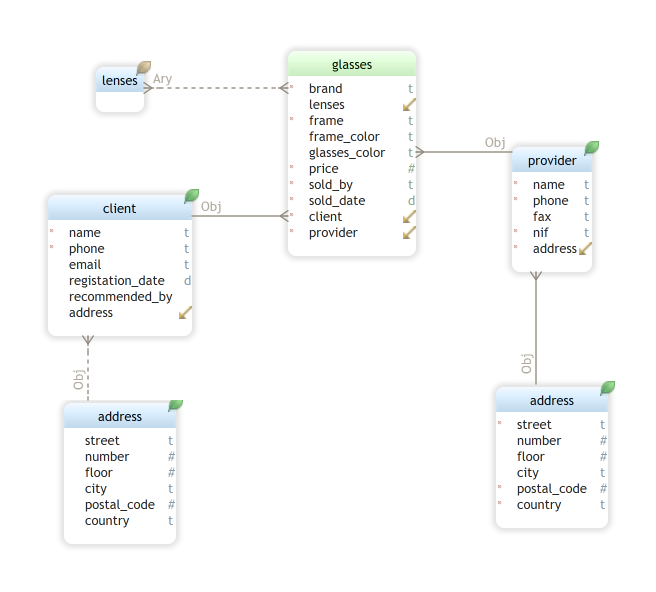 glasses
* brand t
lenses
* frame t
frame_color t
glasses_color t
* price #
* sold_by t
* sold_date d
* client
* provider
lenses
Ary
Obj
provider
* name t
* phone t
fax t
* nif t
* address
client
Obj
* name t
* phone t
email t
registation_date d
recommended_by
address
Obj
Obj
address
street t
number #
floor #
city t
postal_code #
country t
address
* street t
number #
floor #
city t
* postal_code #
* country t